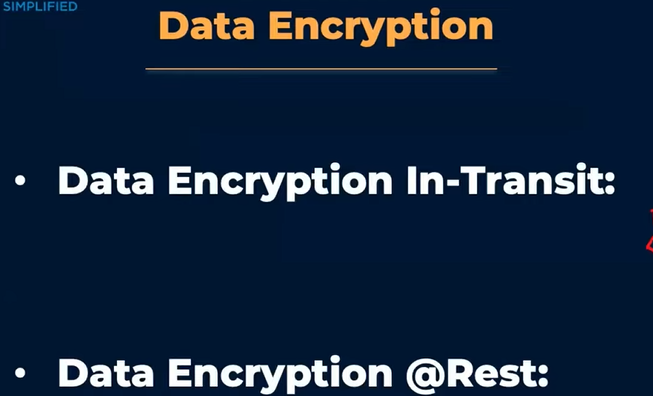 SIMPLIFIED
Data Encryption
• Data Encryption In-Transit:
• Data Encryption @Rest: